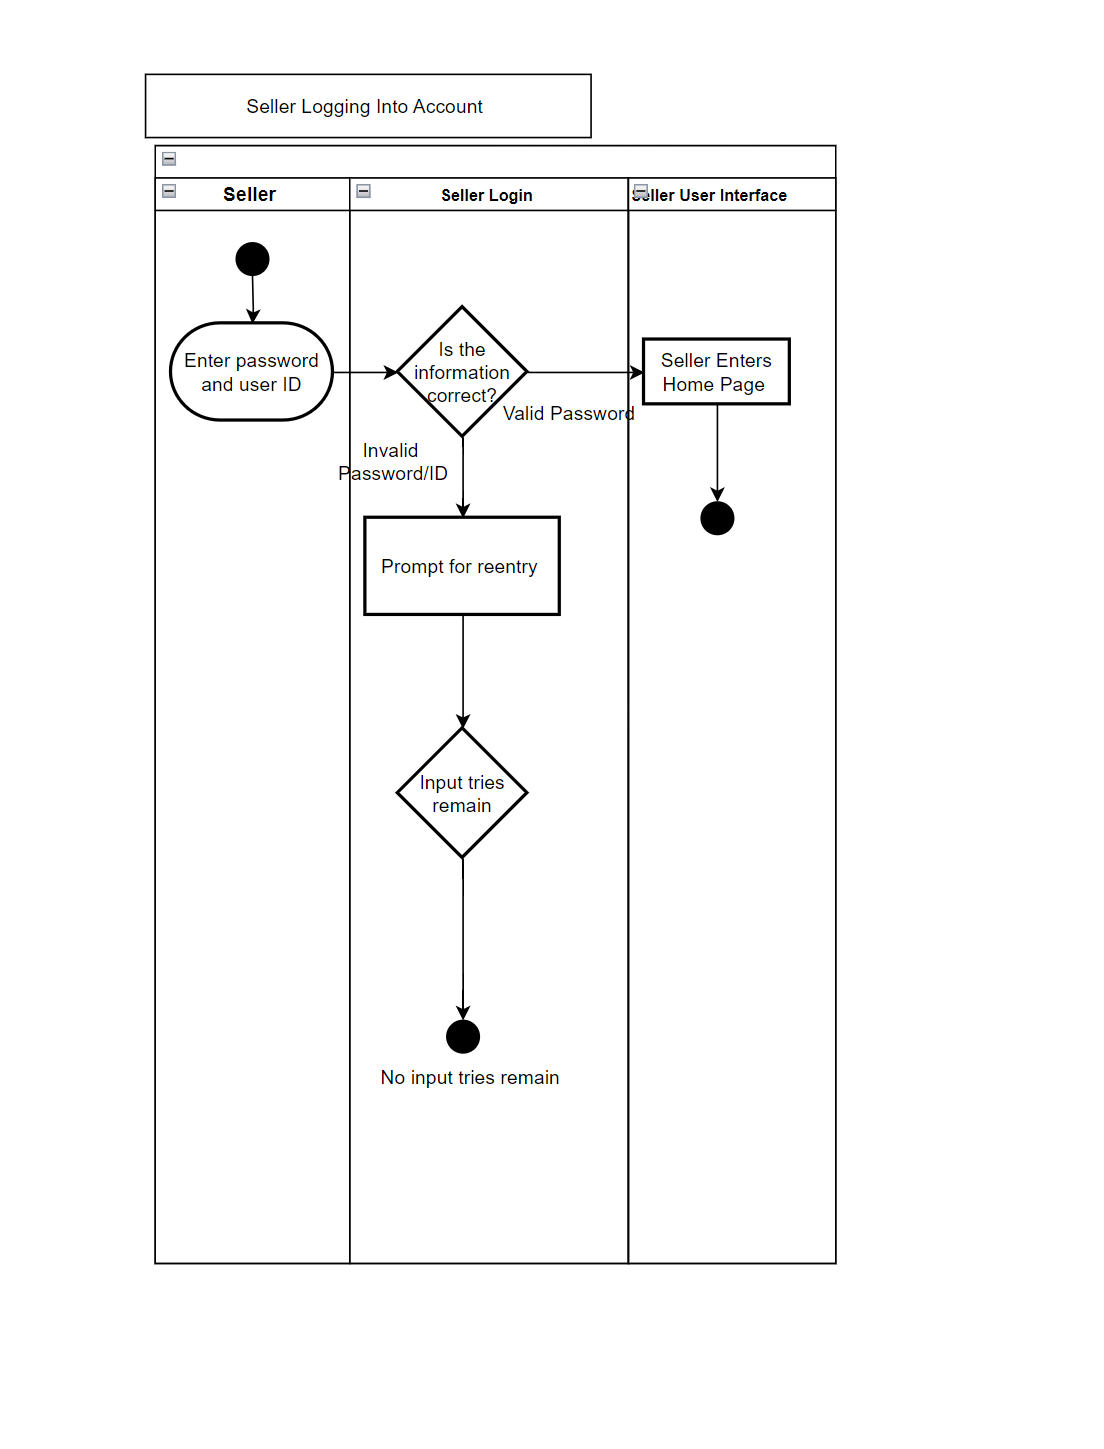 Seller Logging Into Account
Seller
Seller Login
Seller User Interface
Enter password
and user ID
Is the
information
correct?
Valid Password
Seller Enters
Home Page
Invalid
Password/ID
Prompt for reentry
Input tries
remain
No input tries remain